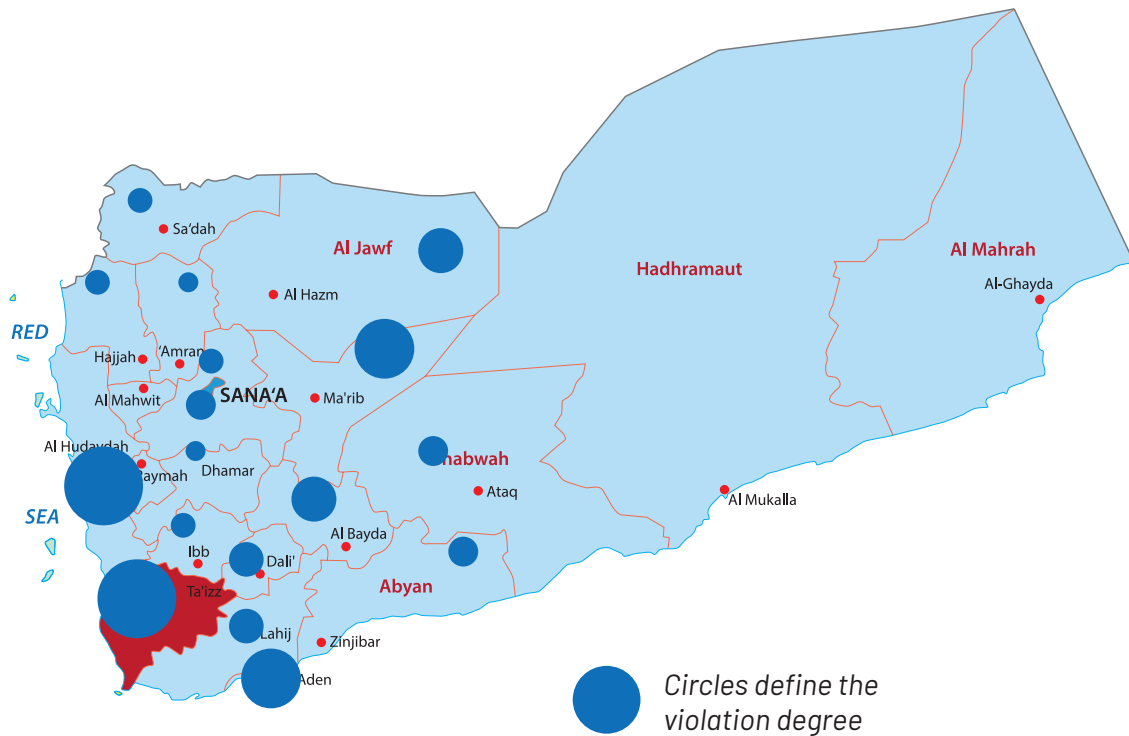 Sa'dah
Al Jawf
Hadhramaut
Al Mahrah
Al-Ghayda
Al Hazm
RED
Hajjah
'Amran
Al Mahwit
SANA'A
Ma'rib
Al Hudaydah
Raymah
Dhamar
habwah
Ataq
Al Mukalla
SEA
Al Bayda
Ibb
Dali'
Ta'izz
Abyan
Lahij
Zinjibar
Aden
Circles define the
violation degree